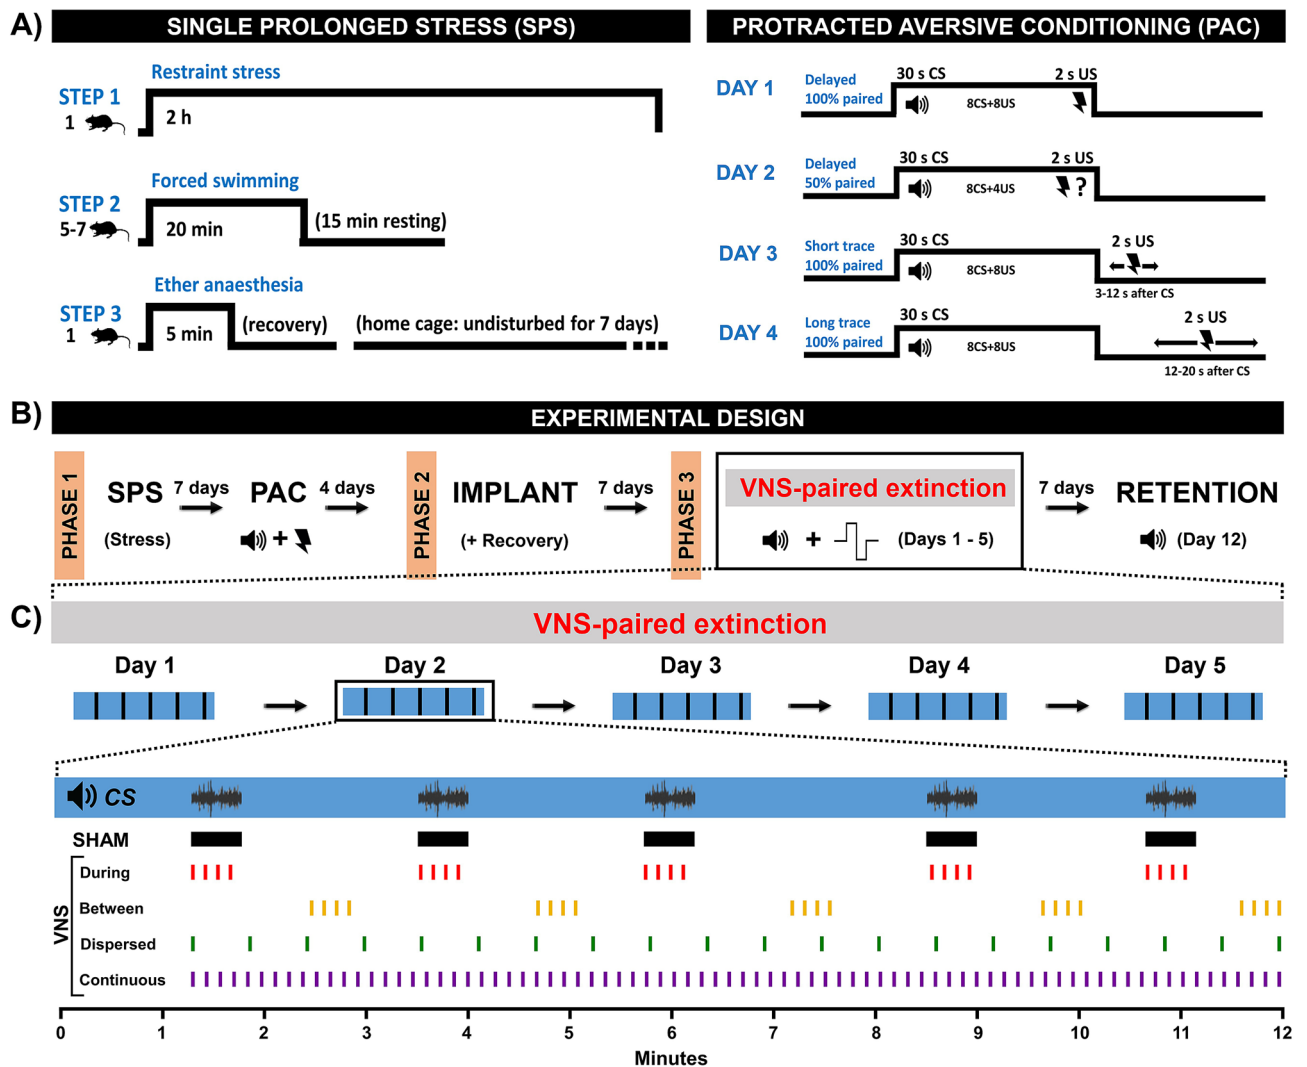 A)
SINGLE PROLONGED STRESS (SPS)
Restraint stress
STEP 1
1
2 h
Forced swimming
STEP 2
5-7
20 min
(15 min resting)
Ether anaesthesia
STEP 3
1
5 min
(recovery)
(home cage: undisturbed for 7 days)
PROTRACTED AVERSIVE CONDITIONING (PAC)
DAY 1
Delayed
100% paired
30 s CS
2 s US
8CS+8US
DAY 2
Delayed
50% paired
30 s CS
2 s US
8CS+4US
?
DAY 3
Short trace
100% paired
30 s CS
2 s US
8CS+8US
3-12 s after CS
DAY 4
Long trace
100% paired
30 s CS
2 s US
8CS+8US
12-20 s after CS
B)
EXPERIMENTAL DESIGN
PHASE 1
SPS
(Stress)
7 days
PAC
+
4 days
PHASE 2
IMPLANT
(+ Recovery)
7 days
PHASE 3
VNS-paired extinction
+
(Days 1 - 5)
7 days
RETENTION
(Day 12)
C)
VNS-paired extinction
Day 1
Day 2
Day 3
Day 4
Day 5
CS
SHAM
VNS
During
Between
Dispersed
Continuous
0 1 2 3 4 5 6 7 8 9 10 11 12
Minutes